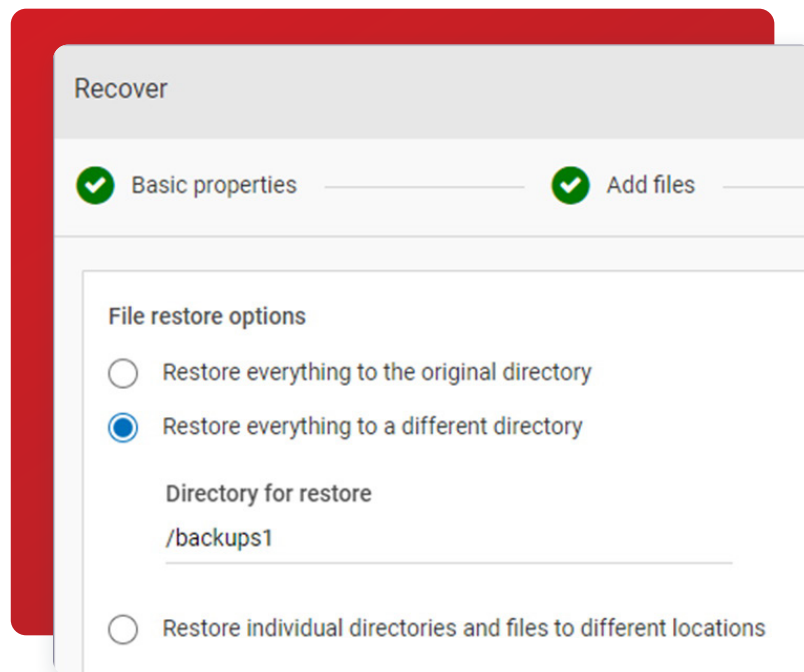 Recover
Basic properties
Add files
File restore options
Restore everything to the original directory
Restore everything to a different directory
Directory for restore
/backups1
Restore individual directories and files to different locations